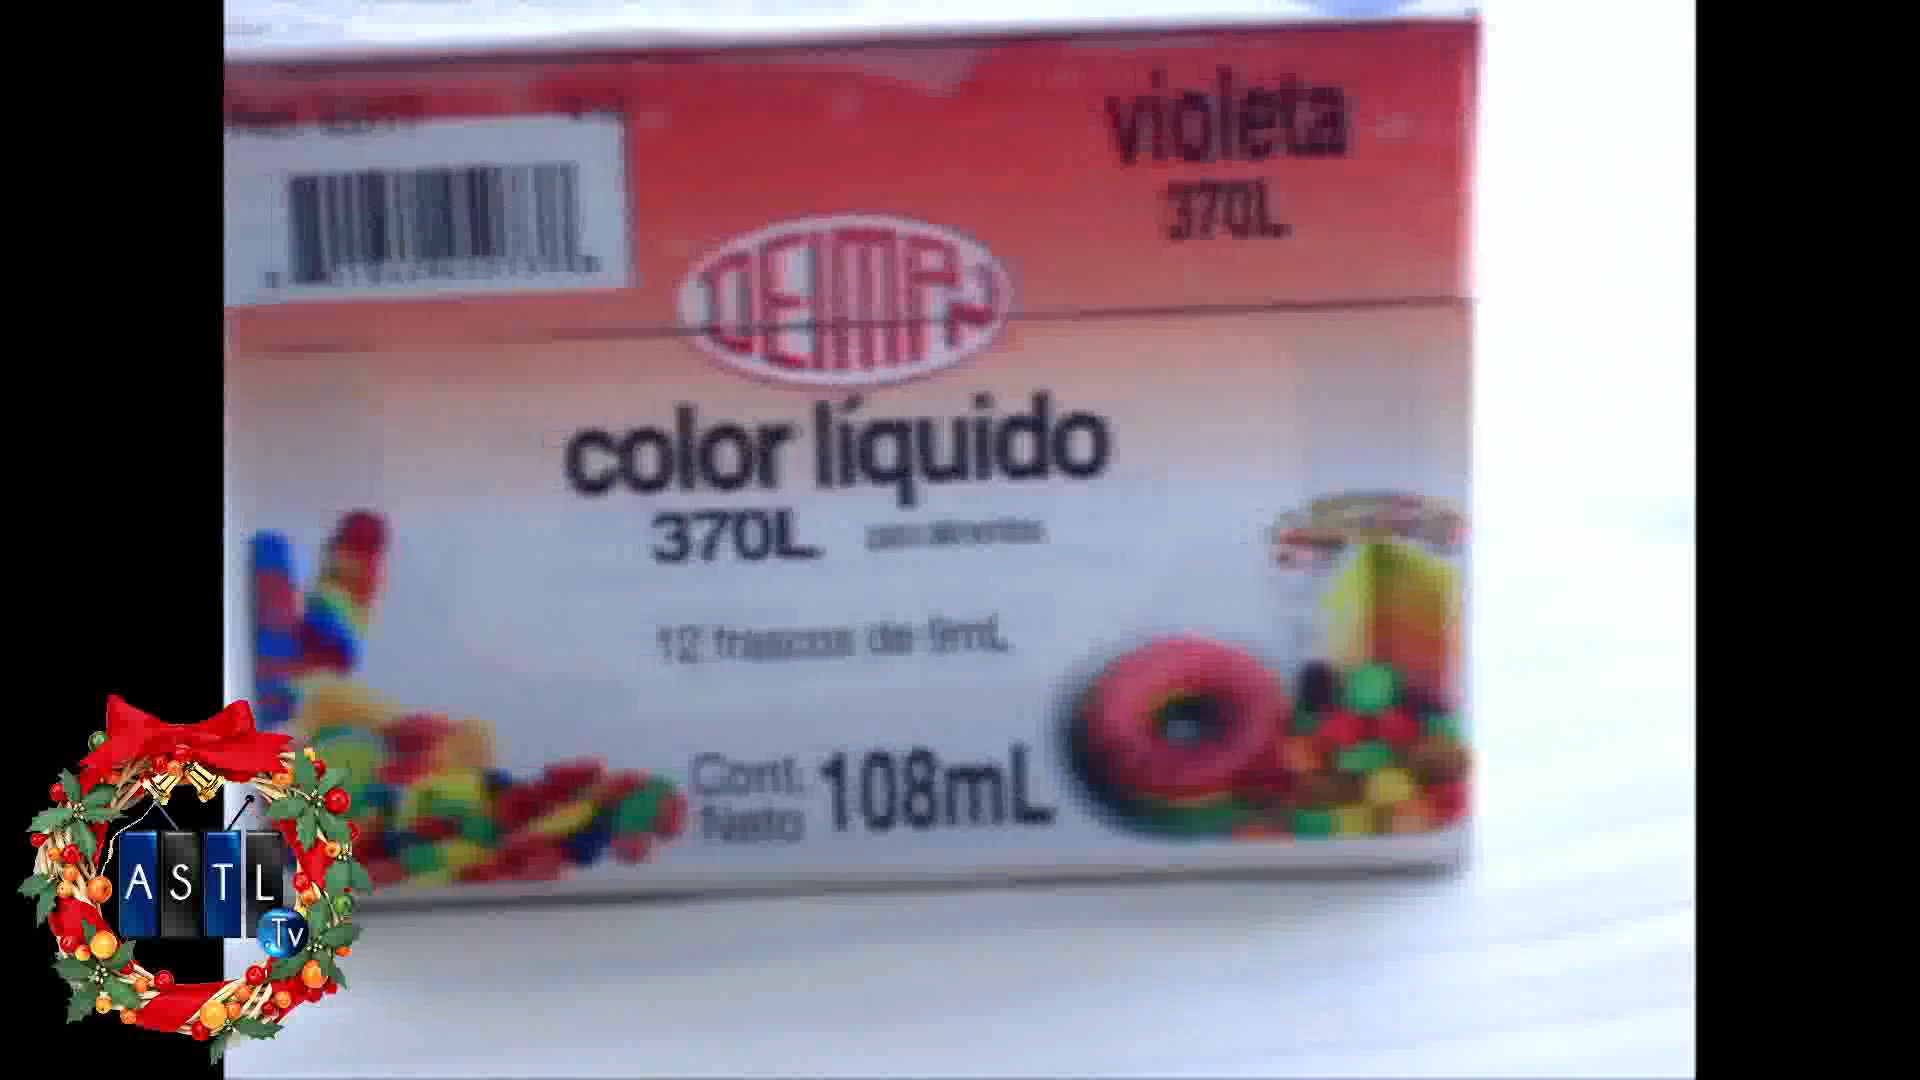 violeta
370L
DEIMAN
color líquido
370L
12 frascos de 9mL
Cont.
Neto 108mL
ASTL
Tv